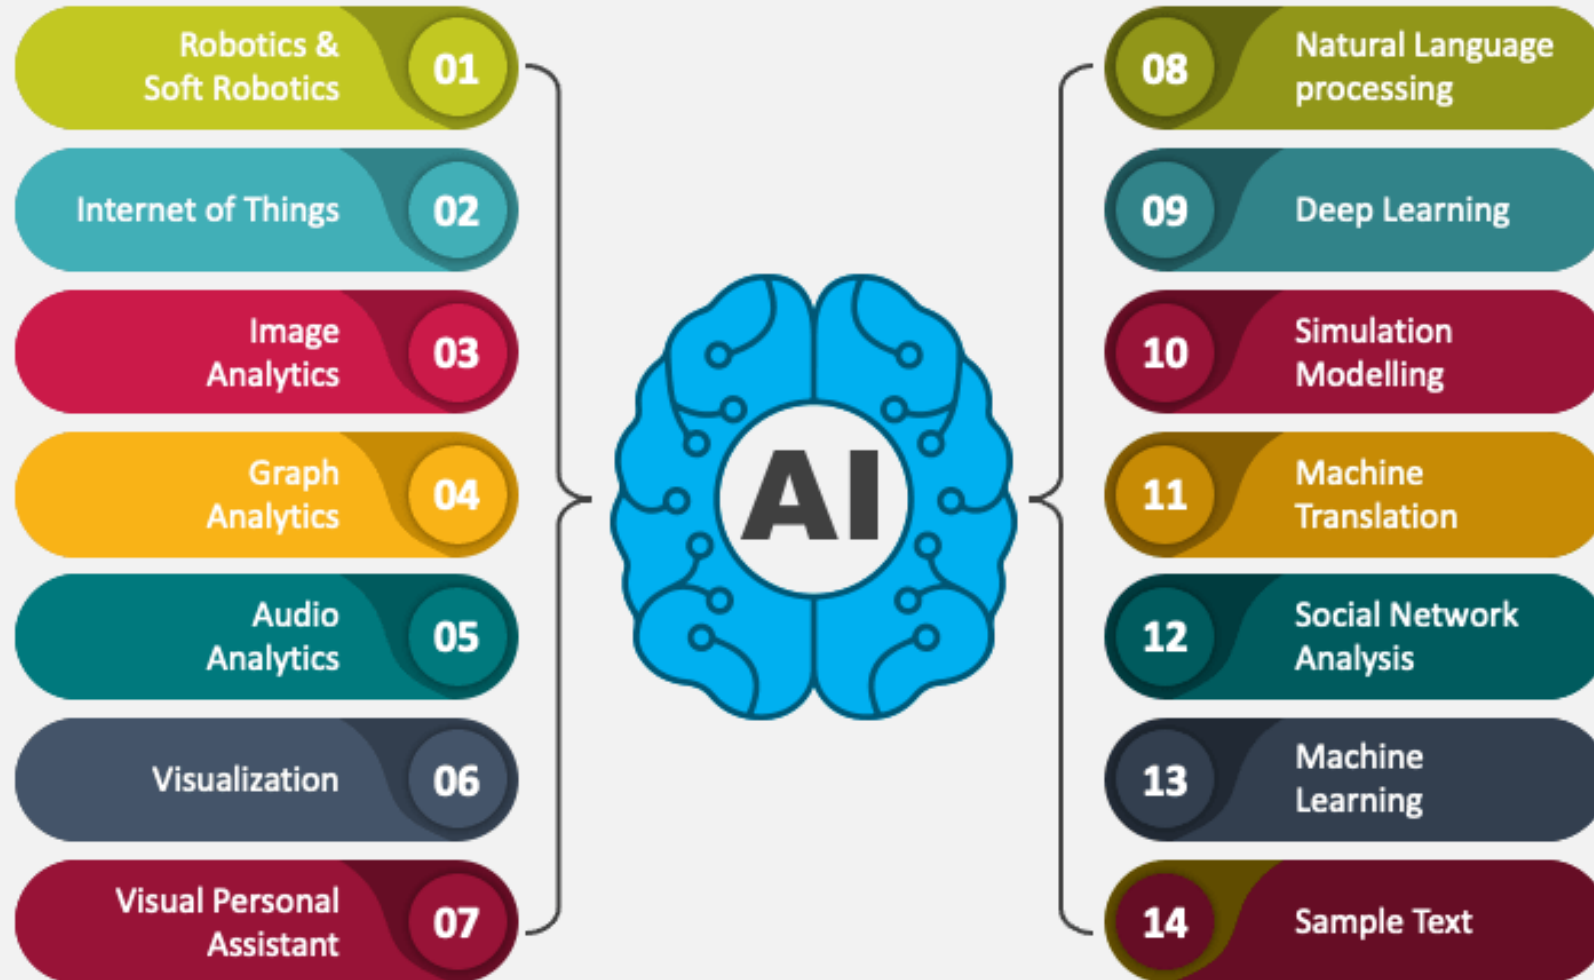 Robotics &
Soft Robotics
01
Internet of Things
02
Image
Analytics
03
Graph
Analytics
04
Audio
Analytics
05
Visualization
06
Visual Personal
Assistant
07
AI
08
Natural Language
processing
09
Deep Learning
10
Simulation
Modelling
11
Machine
Translation
12
Social Network
Analysis
13
Machine
Learning
14
Sample Text